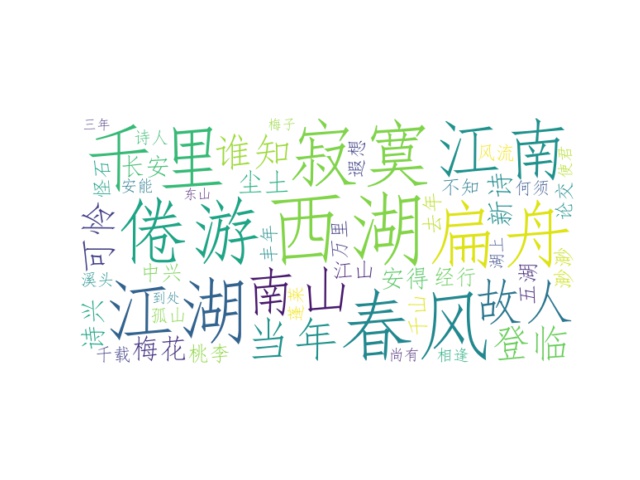 三年
诗人
梅子
千里
寂寞
江南
谁知
长安
怪石
安能
东山
尘土
遐想
风流
使君
不知
何须
新诗
论交
可怜
倦游
西湖
扁舟
去年
丰年
万里
江山
湖上
五湖
渺渺
溪头
中兴
到处
孤山
江湖
南山
蓬莱
安得
经行
千山
故人
诗兴
千载
梅花
桃李
当年
春风
尚有
相逢
登临